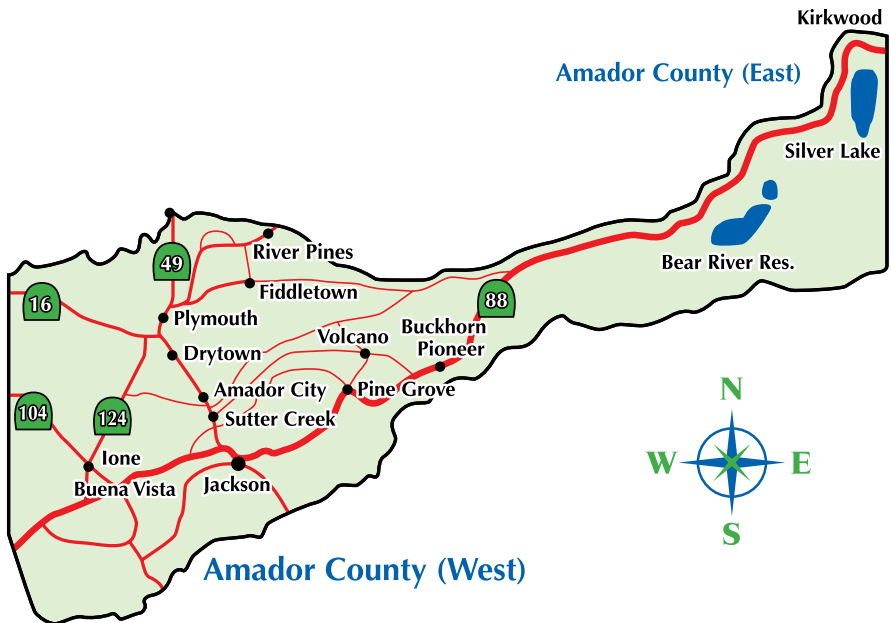 Kirkwood
Amador County (East)
Silver Lake
River Pines
49
Bear River Res.
Fiddletown
16
88
Plymouth
Buckhorn
Volcano
Pioneer
Drytown
Amador City
Pine Grove
N
104
124
Sutter Creek
Ione
W
E
Buena Vista
Jackson
S
Amador County (West)